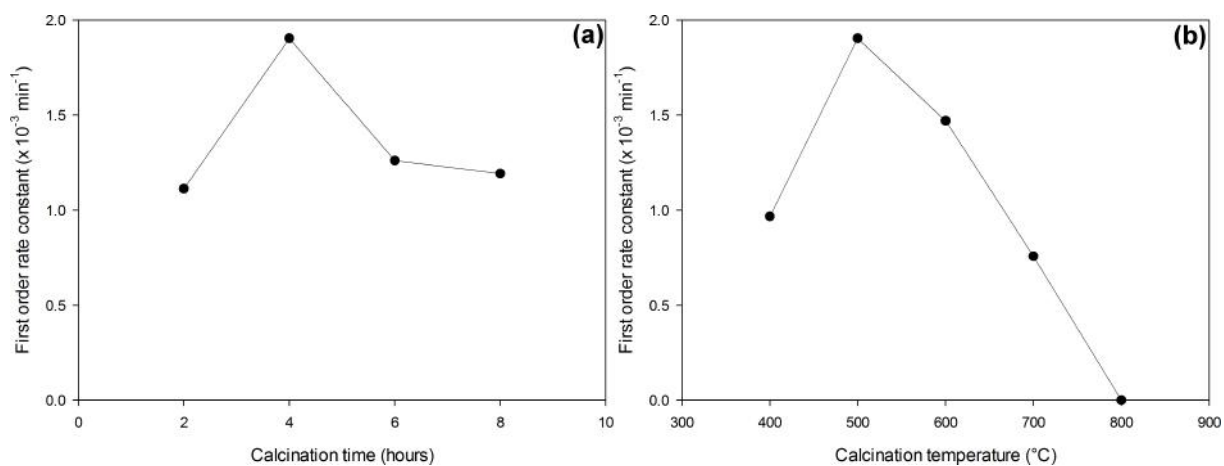 (a)
First order rate constant (x 10⁻³ min⁻¹)
2.0
1.5
1.0
0.5
0.0
0 2 4 6 8 10
Calcination time (hours)
(b)
First order rate constant (x 10⁻³ min⁻¹)
2.0
1.5
1.0
0.5
0.0
300 400 500 600 700 800 900
Calcination temperature (°C)